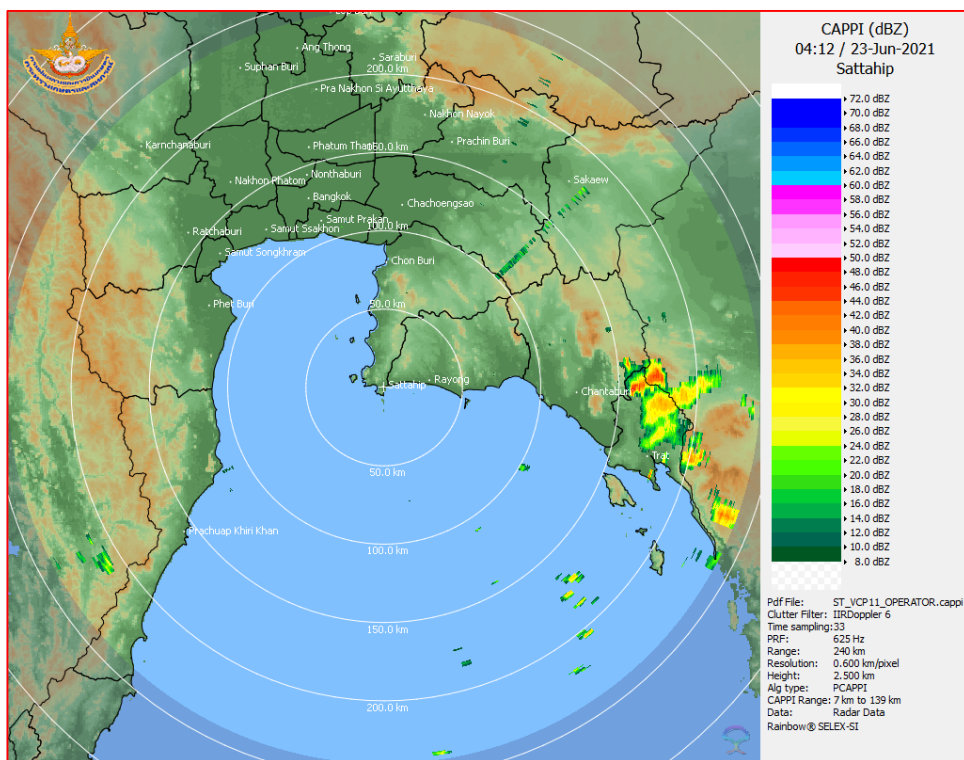 CAPPI (dBZ)
04:12 / 23-Jun-2021
Sattahip
72.0 dBZ
70.0 dBZ
68.0 dBZ
66.0 dBZ
64.0 dBZ
62.0 dBZ
60.0 dBZ
58.0 dBZ
56.0 dBZ
54.0 dBZ
52.0 dBZ
50.0 dBZ
48.0 dBZ
46.0 dBZ
44.0 dBZ
42.0 dBZ
40.0 dBZ
38.0 dBZ
36.0 dBZ
34.0 dBZ
32.0 dBZ
30.0 dBZ
28.0 dBZ
26.0 dBZ
24.0 dBZ
22.0 dBZ
20.0 dBZ
18.0 dBZ
16.0 dBZ
14.0 dBZ
12.0 dBZ
10.0 dBZ
8.0 dBZ
Pdf File: ST_VCP11_OPERATOR.cappi
Clutter Filter: IIRDoppler 6
Time sampling:33
PRF: 625 Hz
Range: 240 km
Resolution: 0.600 km/pixel
Height: 2.500 km
Alg type: PCAPPI
CAPPI Range: 7 km to 139 km
Data: Radar Data
Rainbow® SELEX-SI
Ang Thong
Saraburi
Suphan Buri
200.0 km
Pra Nakhon Si Ayutthaya
Nakhon Nayok
Karnchanaburi
Phatum Thani
150.0 km
Prachin Buri
Nonthaburi
Nakhon Phatom
Sakaew
Bangkok
Chachoengsao
Samut Prakan
Ratchaburi
Samut Ssakhon
100.0 km
Samut Songkhram
Chon Buri
Phet Buri
50.0 km
Sattahip
Rayong
Chantaburi
Trat
50.0 km
Prachuap Khiri Khan
100.0 km
150.0 km
200.0 km